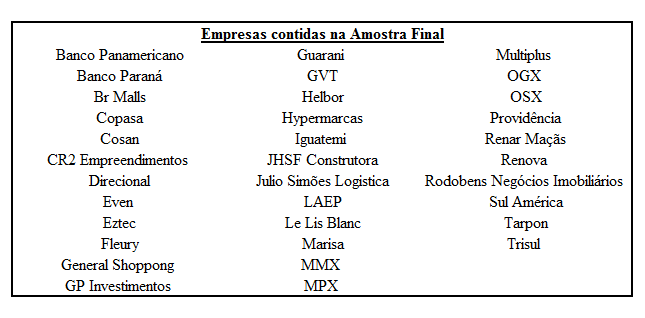 Empresas contidas na Amostra Final
Banco Panamericano Guarani Multiplus
Banco Paraná GVT OGX
Br Malls Helbor OSX
Copasa Hypermarcas Providência
Cosan Iguatemi Renar Maçãs
CR2 Empreendimentos JHSF Construtora Renova
Direcional Julio Simões Logistica Rodobens Negócios Imobiliários
Even LAEP Sul América
Eztec Le Lis Blanc Tarpon
Fleury Marisa Trisul
General Shoppong MMX
GP Investimentos MPX